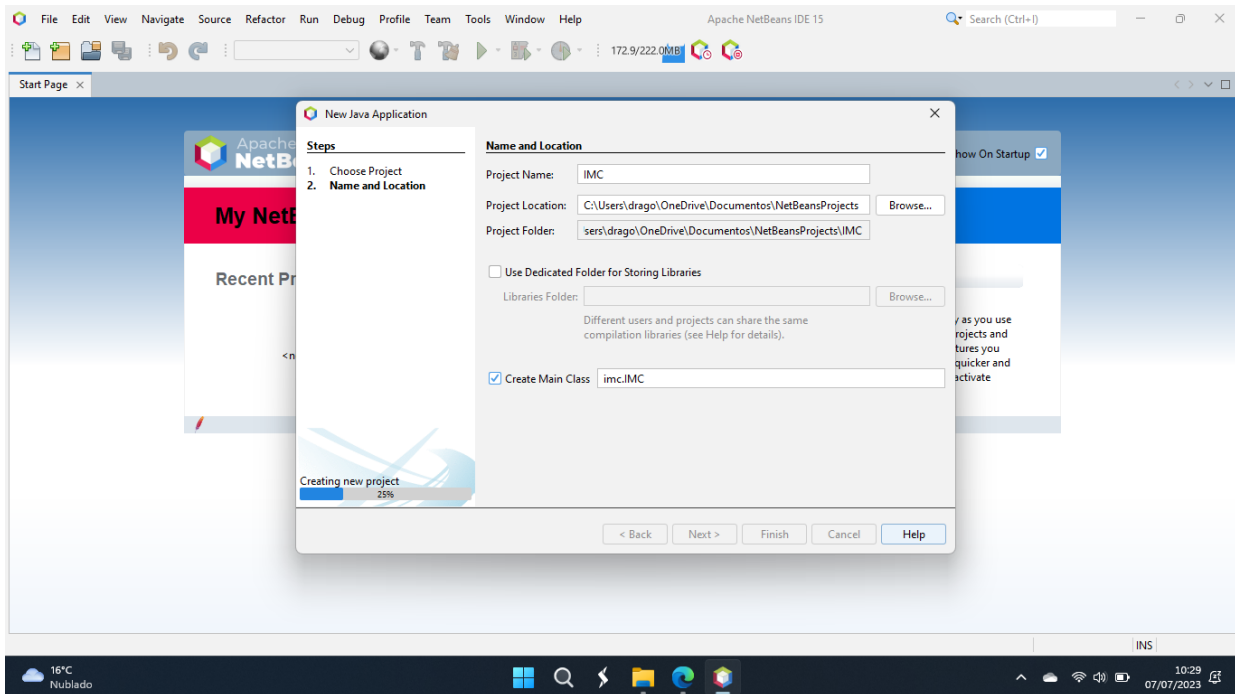 File Edit View Navigate Source Refactor Run Debug Profile Team Tools Window Help Apache NetBeans IDE 15 Search (Ctrl+I)
172.9/222.0MB
Start Page
New Java Application
Apache
NetB
how On Startup
My NetB
Recent Pr
<n
y as you use
rojects and
tures you
quicker and
activate
Steps
1. Choose Project
2. Name and Location
Name and Location
Project Name: IMC
Project Location: C:\Users\drago\OneDrive\Documentos\NetBeansProjects Browse...
Project Folder: sers\drago\OneDrive\Documentos\NetBeansProjects\IMC
Use Dedicated Folder for Storing Libraries
Libraries Folder: Browse...
Different users and projects can share the same
compilation libraries (see Help for details).
Create Main Class imc.IMC
Creating new project
25%
< Back Next > Finish Cancel Help
INS
16°C
Nublado
10:29
07/07/2023